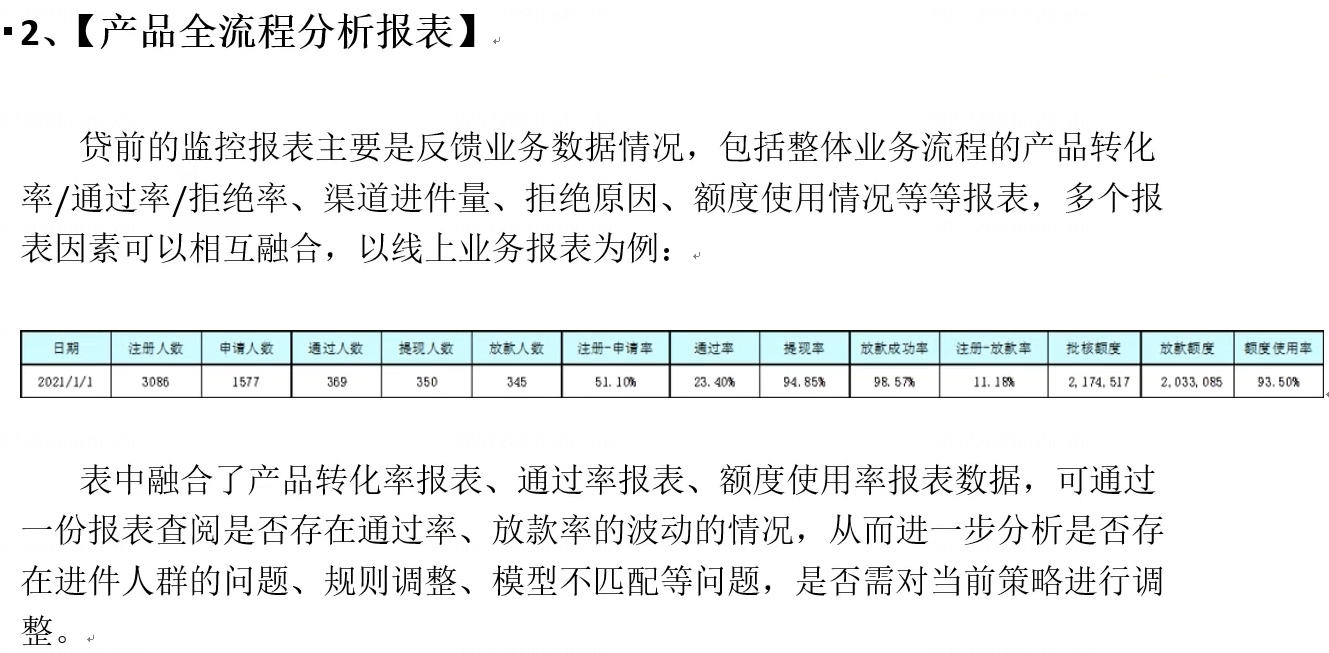 2、【产品全流程分析报表】
贷前的监控报表主要是反馈业务数据情况，包括整体业务流程的产品转化
率/通过率/拒绝率、渠道进件量、拒绝原因、额度使用情况等等报表，多个报
表因素可以相互融合，以线上业务报表为例：
日期 注册人数 申请人数 通过人数 提现人数 放款人数 注册-申请率 通过率 提现率 放款成功率 注册-放款率 批核额度 放款额度 额度使用率
2021/1/1 3086 1577 369 350 345 51.10% 23.40% 94.85% 98.57% 11.18% 2,174,517 2,033,085 93.50%
表中融合了产品转化率报表、通过率报表、额度使用率报表数据，可通过
一份报表查阅是否存在通过率、放款率的波动的情况，从而进一步分析是否存
在进件人群的问题、规则调整、模型不匹配等问题，是否需对当前策略进行调
整。